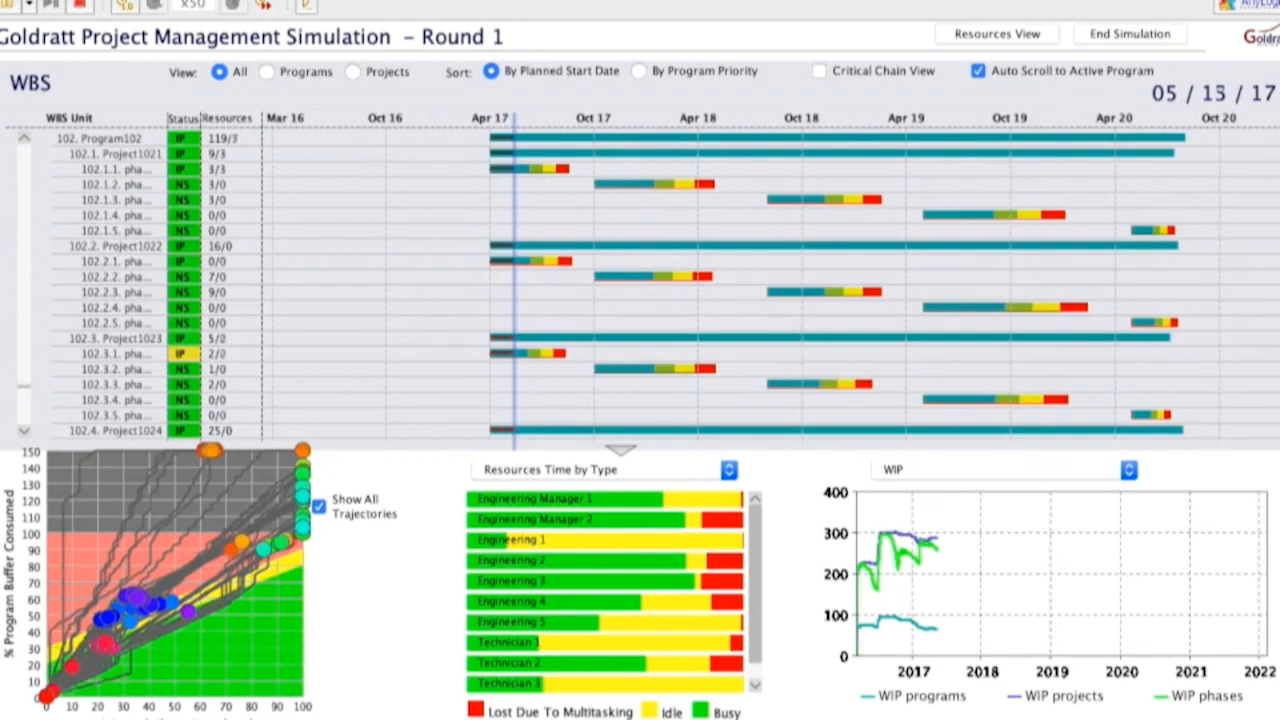 x50
Goldratt Project Management Simulation - Round 1
Resources View
End Simulation
WBS
View:
All
Programs
Projects
Sort:
By Planned Start Date
By Program Priority
Critical Chain View
Auto Scroll to Active Program
05 / 13 / 17
WBS Unit Status Resources Mar 16 Oct 16 Apr 17 Oct 17 Apr 18 Oct 18 Apr 19 Oct 19 Apr 20 Oct 20
102. Program102 IP 119/3
102.1. Project1021 IP 9/3
102.1.1. pha... IP 3/3
102.1.2. pha... NS 3/0
102.1.3. pha... NS 3/0
102.1.4. pha... NS 0/0
102.1.5. pha... NS 0/0
102.2. Project1022 IP 16/0
102.2.1. pha... IP 0/0
102.2.2. pha... NS 7/0
102.2.3. pha... NS 9/0
102.2.4. pha... NS 0/0
102.2.5. pha... NS 0/0
102.3. Project1023 IP 5/2
102.3.1. pha... IP 2/2
102.3.2. pha... NS 1/0
102.3.3. pha... NS 2/0
102.3.4. pha... NS 0/0
102.3.5. pha... NS 0/0
102.4. Project1024 IP 25/0
% Program Buffer Consumed
150
140
130
120
110
100
90
80
70
60
50
40
30
20
10
0
0 10 20 30 40 50 60 70 80 90 100
Show All
Trajectories
Resources Time by Type
Engineering Manager 1
Engineering Manager 2
Engineering 1
Engineering 2
Engineering 3
Engineering 4
Engineering 5
Technician 1
Technician 2
Technician 3
Lost Due To Multitasking
Idle
Busy
WIP
400
300
200
100
0
2017 2018 2019 2020 2021 2022
WIP programs
WIP projects
WIP phases